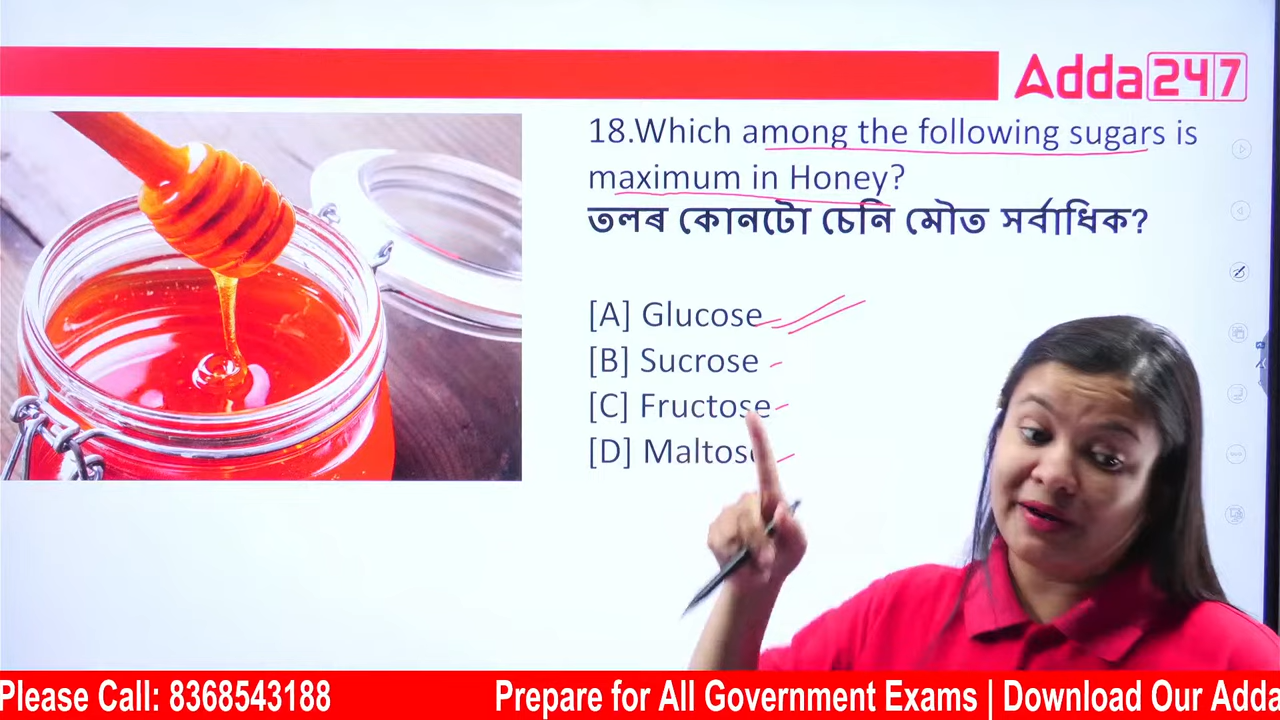 Adda247
18.Which among the following sugars is
maximum in Honey?
তলৰ কোনটো চেনি মৌত সৰ্বাধিক?
[A] Glucose
[B] Sucrose
[C] Fructose
[D] Maltose
Please Call: 8368543188 Prepare for All Government Exams | Download Our Adda